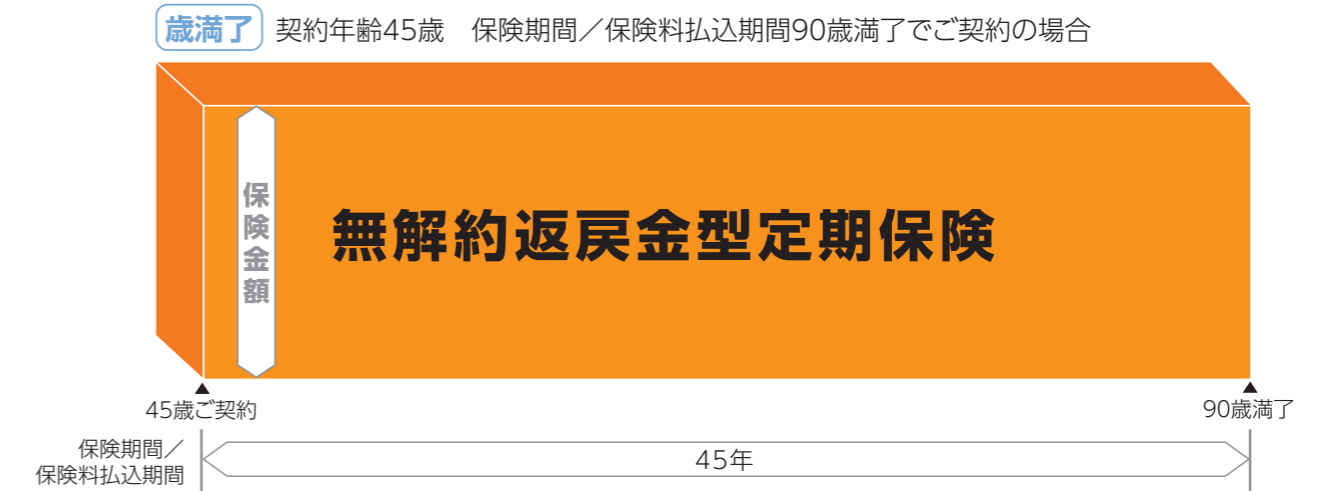 歳満了 契約年齢45歳 保険期間/保険料払込期間90歳満了でご契約の場合
保険金額
無解約返戻金型定期保険
45歳ご契約
90歳満了
保険期間/
保険料払込期間
45年